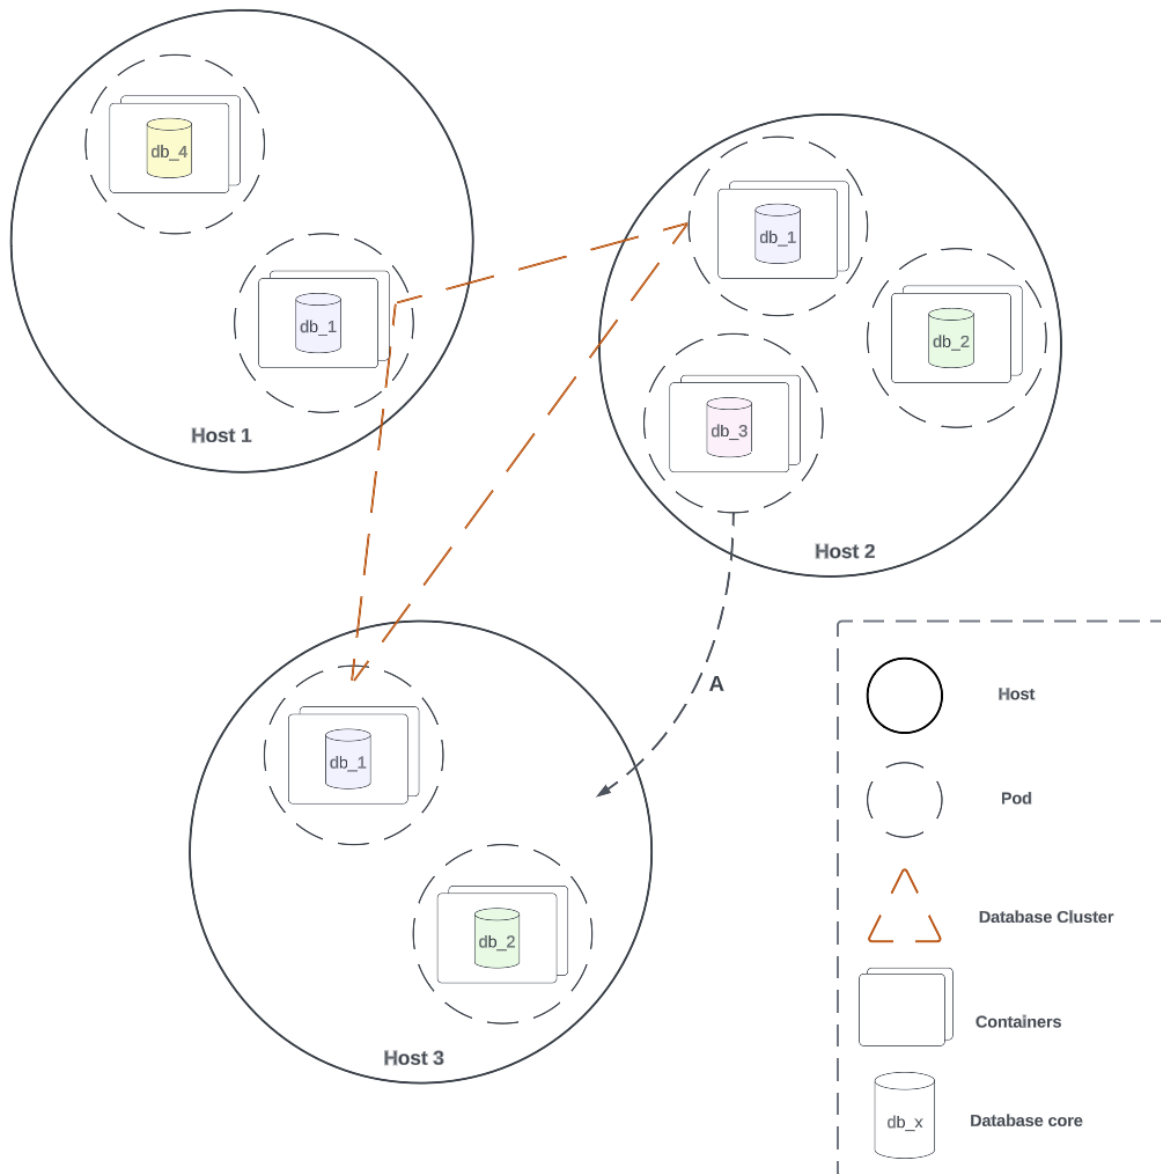 db_4
db_1
Host 1
db_1
db_2
db_3
Host 2
A
db_1
db_2
Host 3
Host
Pod
Database Cluster
Containers
db_x
Database core